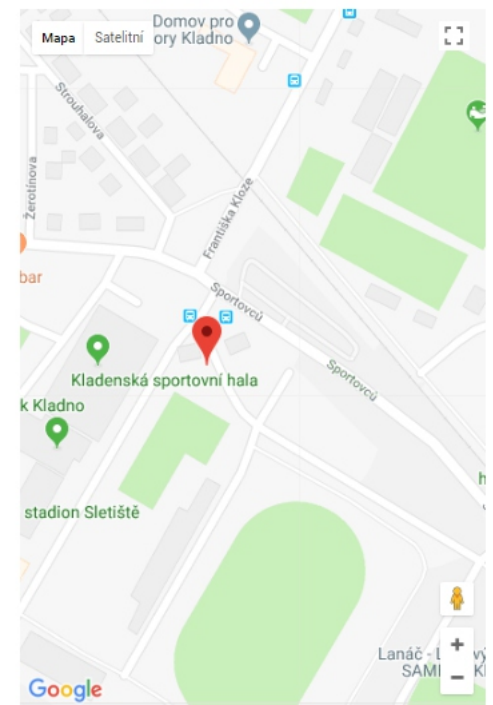 Domov pro
ory Kladno
Mapa
Satelitní
Strouhalova
Žerotínova
Františka Kloze
bar
Sportovců
Kladenská sportovní hala
Sportovců
k Kladno
stadion Sletiště
h
Lanáč - L
vý
SAM
K
Google